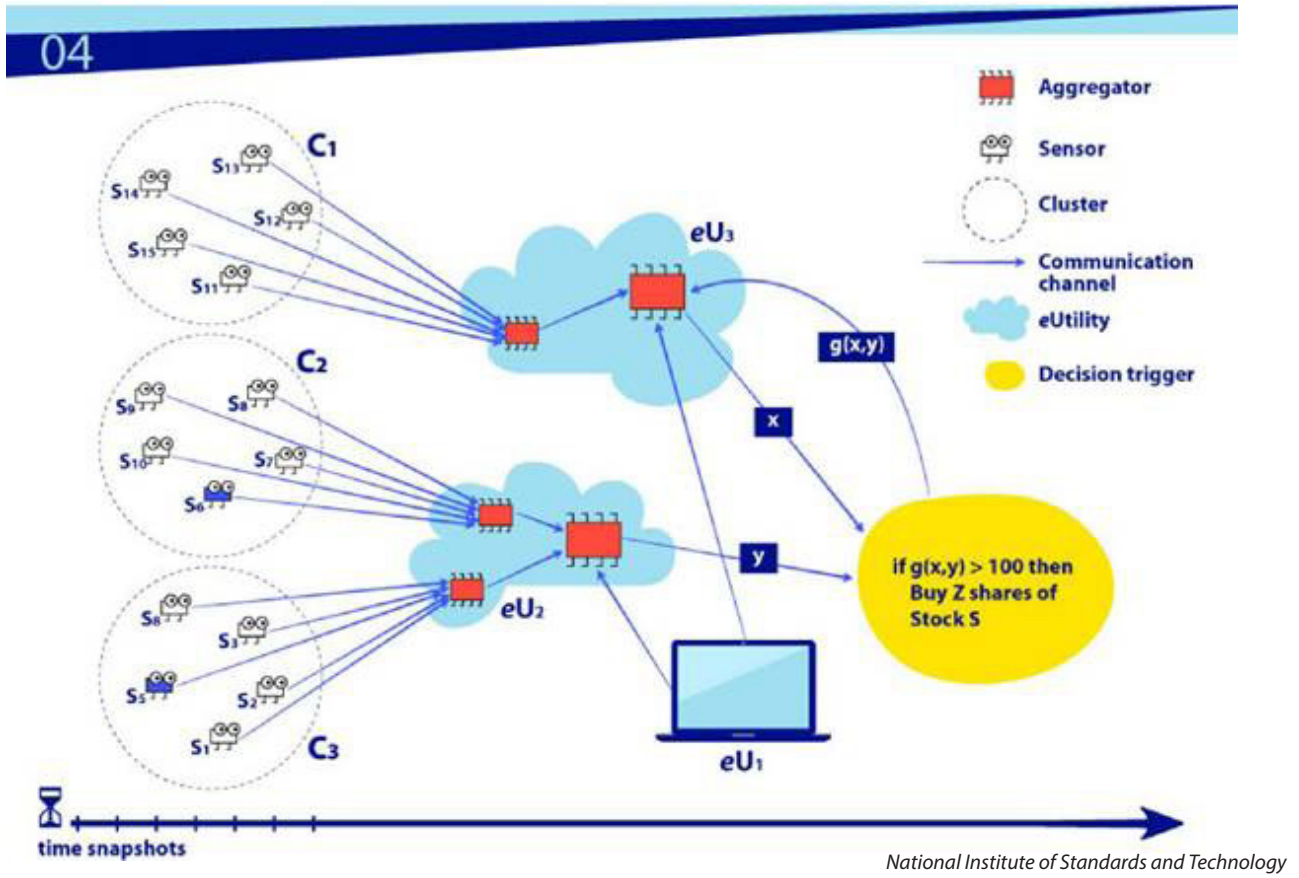 04
Aggregator
Sensor
Cluster
Communication
channel
eUtility
Decision trigger
C1
S13
S14
S12
S15
S11
eU3
g(x,y)
x
C2
S9
S8
S10
S7
S6
y
if g(x,y) > 100 then
Buy Z shares of
Stock S
eU2
S8
S3
S5
S2
S1
C3
eU1
time snapshots
National Institute of Standards and Technology